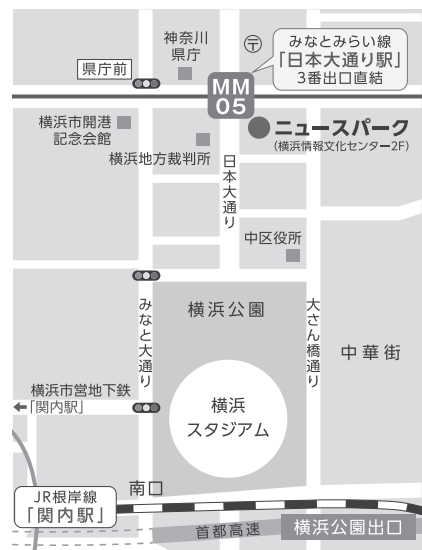 神奈川
県庁
〒
みなとみらい線
「日本大通り駅」
3番出口直結
県庁前
MM
05
横浜市開港
記念会館
ニュースパーク
(横浜情報文化センター2F)
横浜地方裁判所
日本大通り
中区役所
みなと大通り
横浜公園
大さん橋通り
中華街
横浜市営地下鉄
「関内駅」
横浜
スタジアム
南口
JR根岸線
「関内駅」
首都高速
横浜公園出口